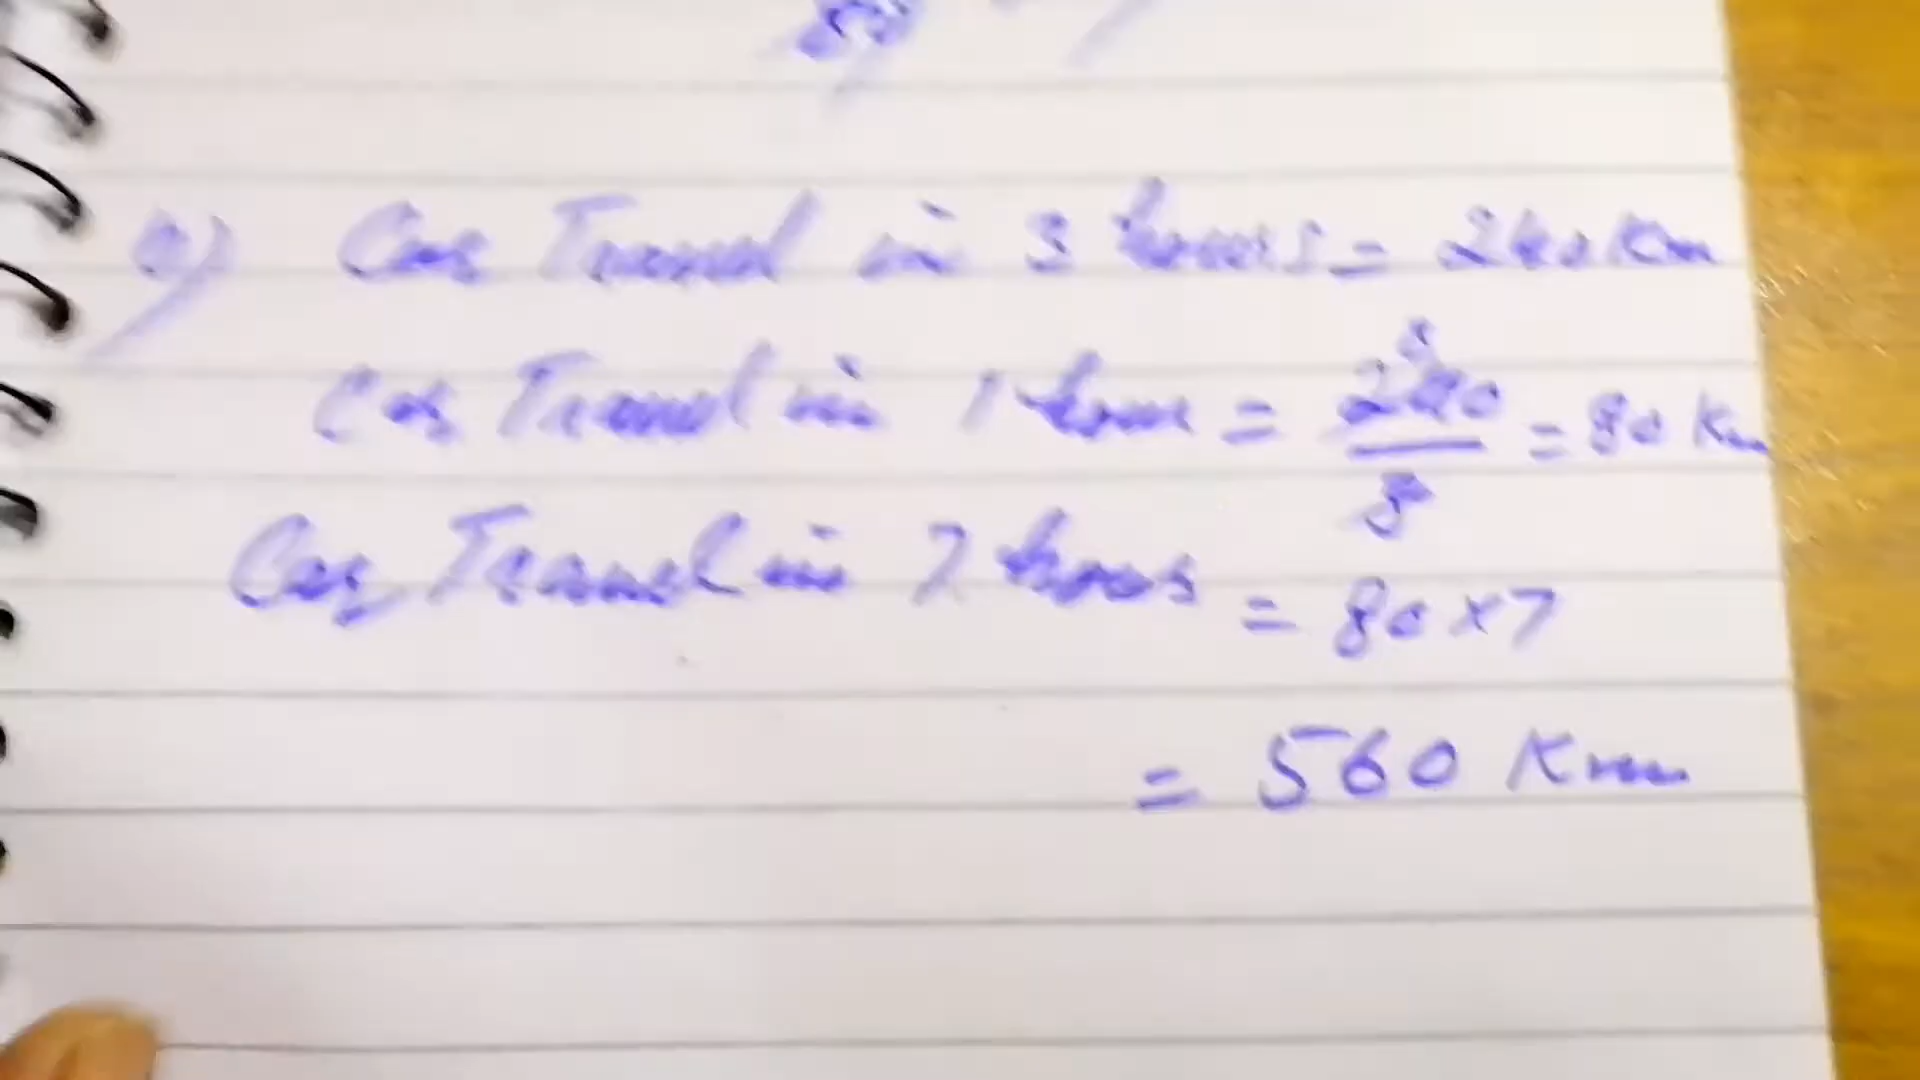 a) Car Travel in 3 hours = 240 Km
Car Travel in 1 hour = 240/3 = 80 Km
Car Travel in 7 hours = 80 x 7
= 560 Km